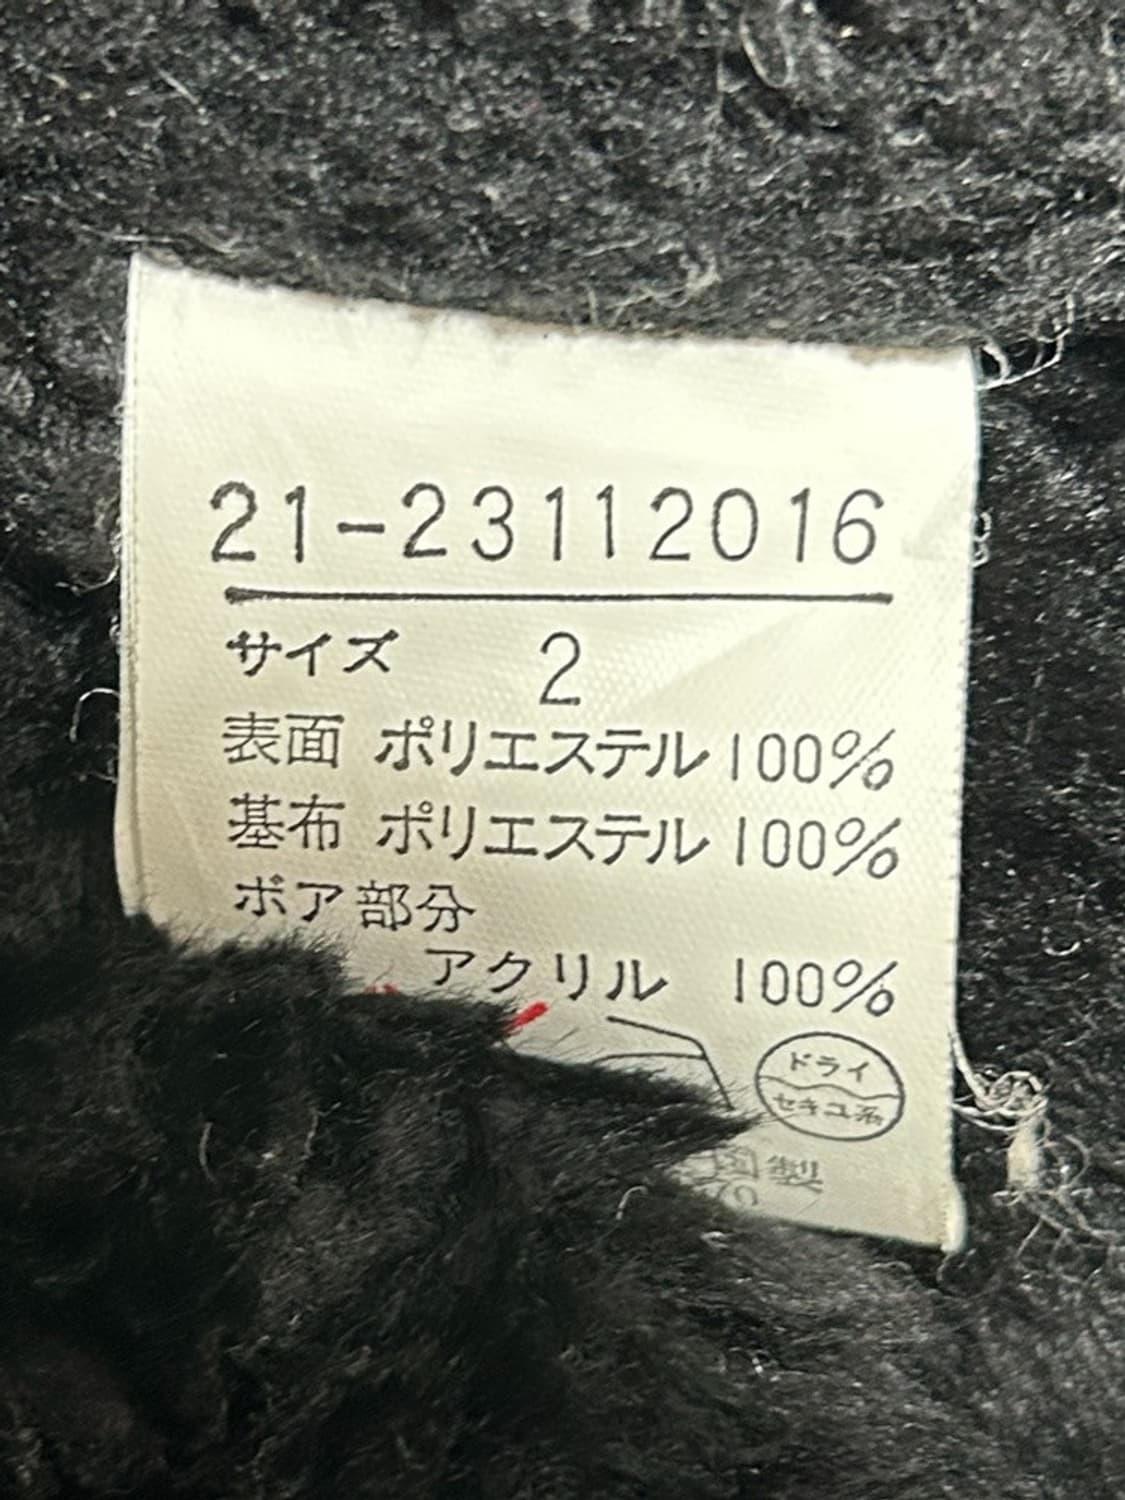 21-23112016
サイズ 2
表面 ポリエステル 100%
基布 ポリエステル 100%
ボア部分
アクリル 100%
ドライ
セキユ系
製